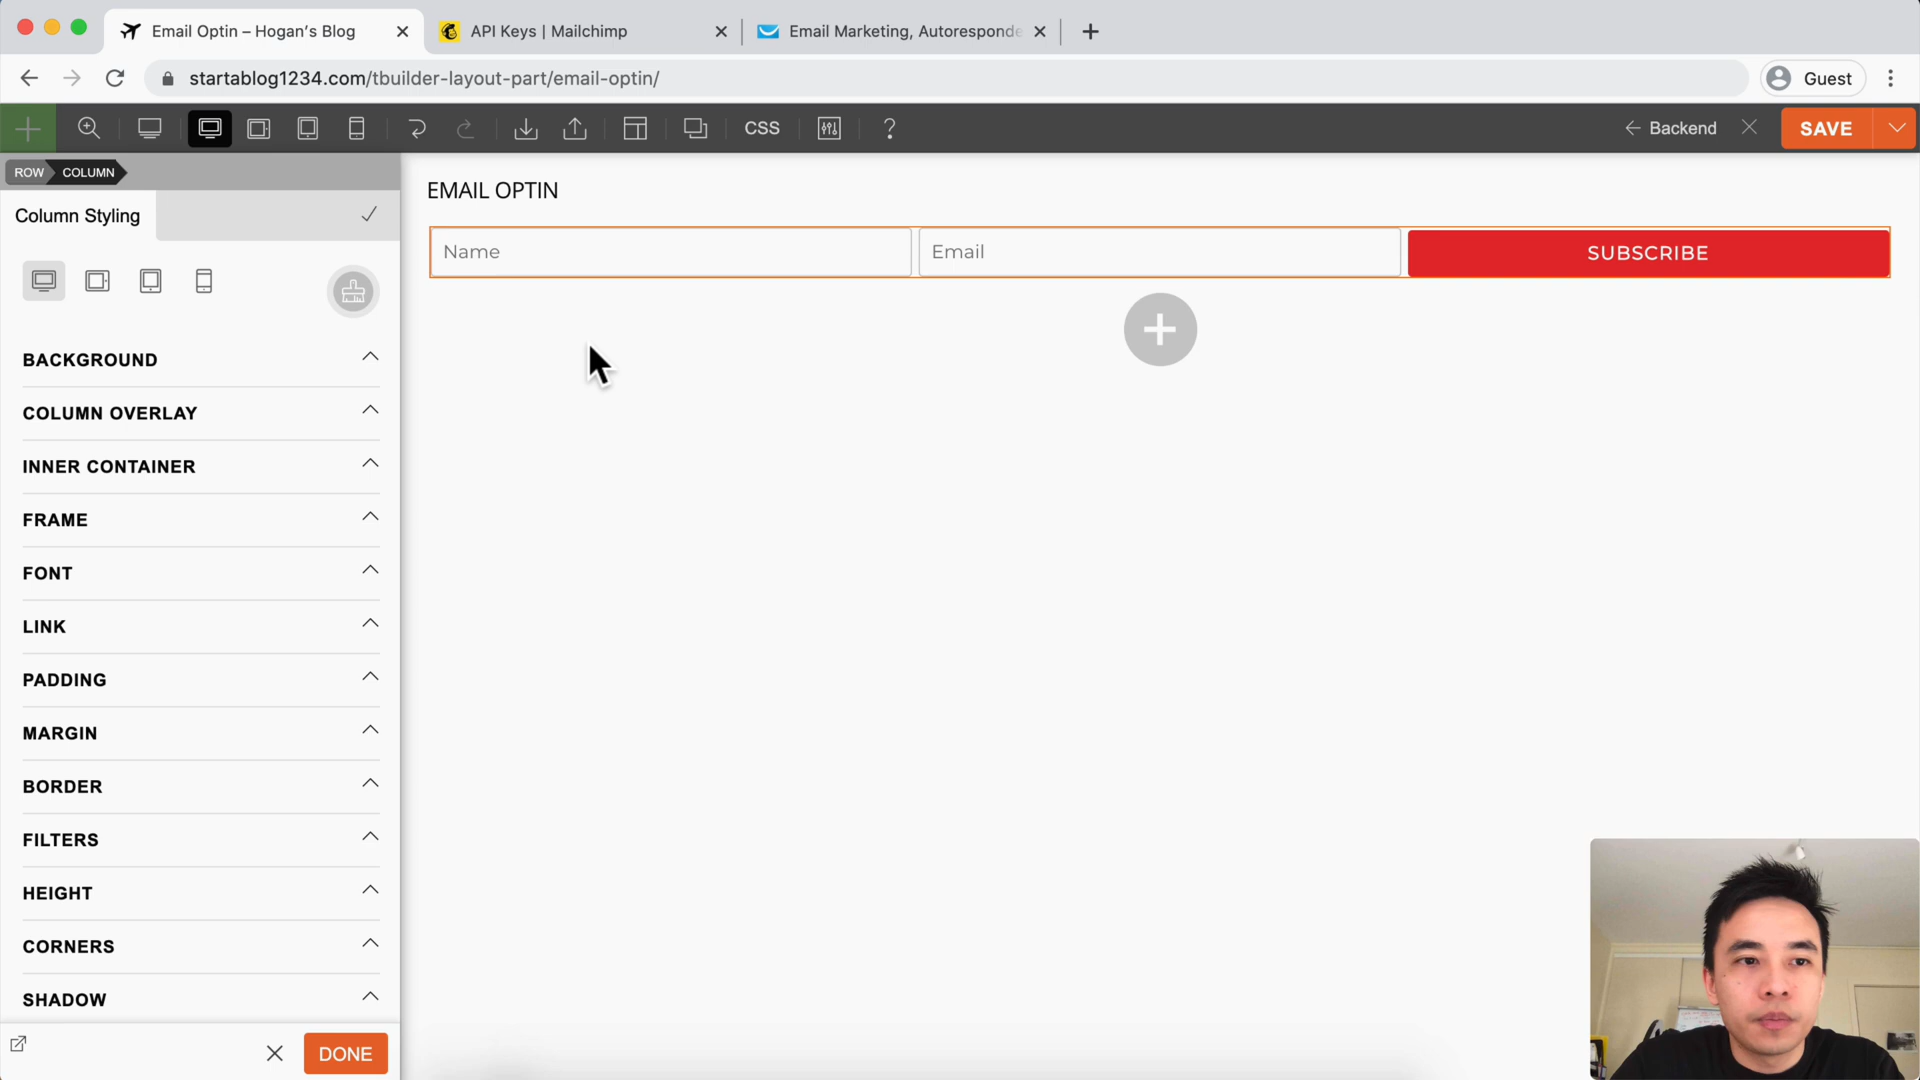 Email Optin – Hogan's Blog
API Keys | Mailchimp
Email Marketing, Autoresponde
startablog1234.com/tbuilder-layout-part/email-optin/
Guest
CSS
?
Backend
SAVE
ROW
COLUMN
Column Styling
BACKGROUND
COLUMN OVERLAY
INNER CONTAINER
FRAME
FONT
LINK
PADDING
MARGIN
BORDER
FILTERS
HEIGHT
CORNERS
SHADOW
DONE
EMAIL OPTIN
Name
Email
SUBSCRIBE